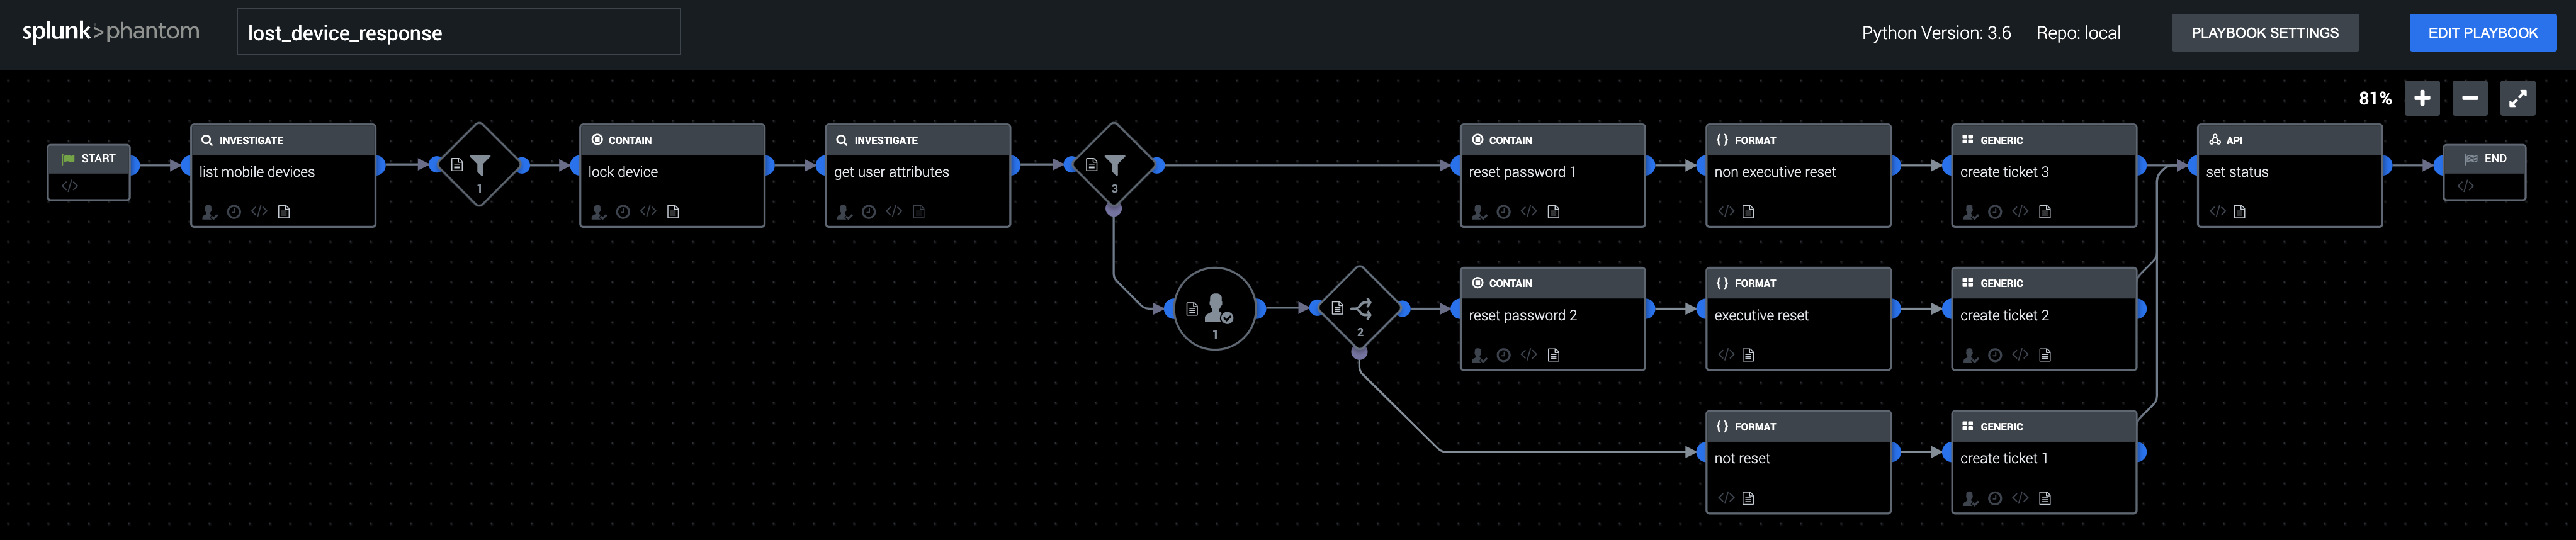 splunk>phantom
lost_device_response
Python Version: 3.6
Repo: local
PLAYBOOK SETTINGS
EDIT PLAYBOOK
81%
START
</>
INVESTIGATE
list mobile devices
</>
1
CONTAIN
lock device
</>
INVESTIGATE
get user attributes
</>
3
CONTAIN
reset password 1
</>
{} FORMAT
non executive reset
</>
GENERIC
create ticket 3
</>
API
set status
</>
END
</>
1
2
CONTAIN
reset password 2
</>
{} FORMAT
executive reset
</>
GENERIC
create ticket 2
</>
{} FORMAT
not reset
</>
GENERIC
create ticket 1
</>